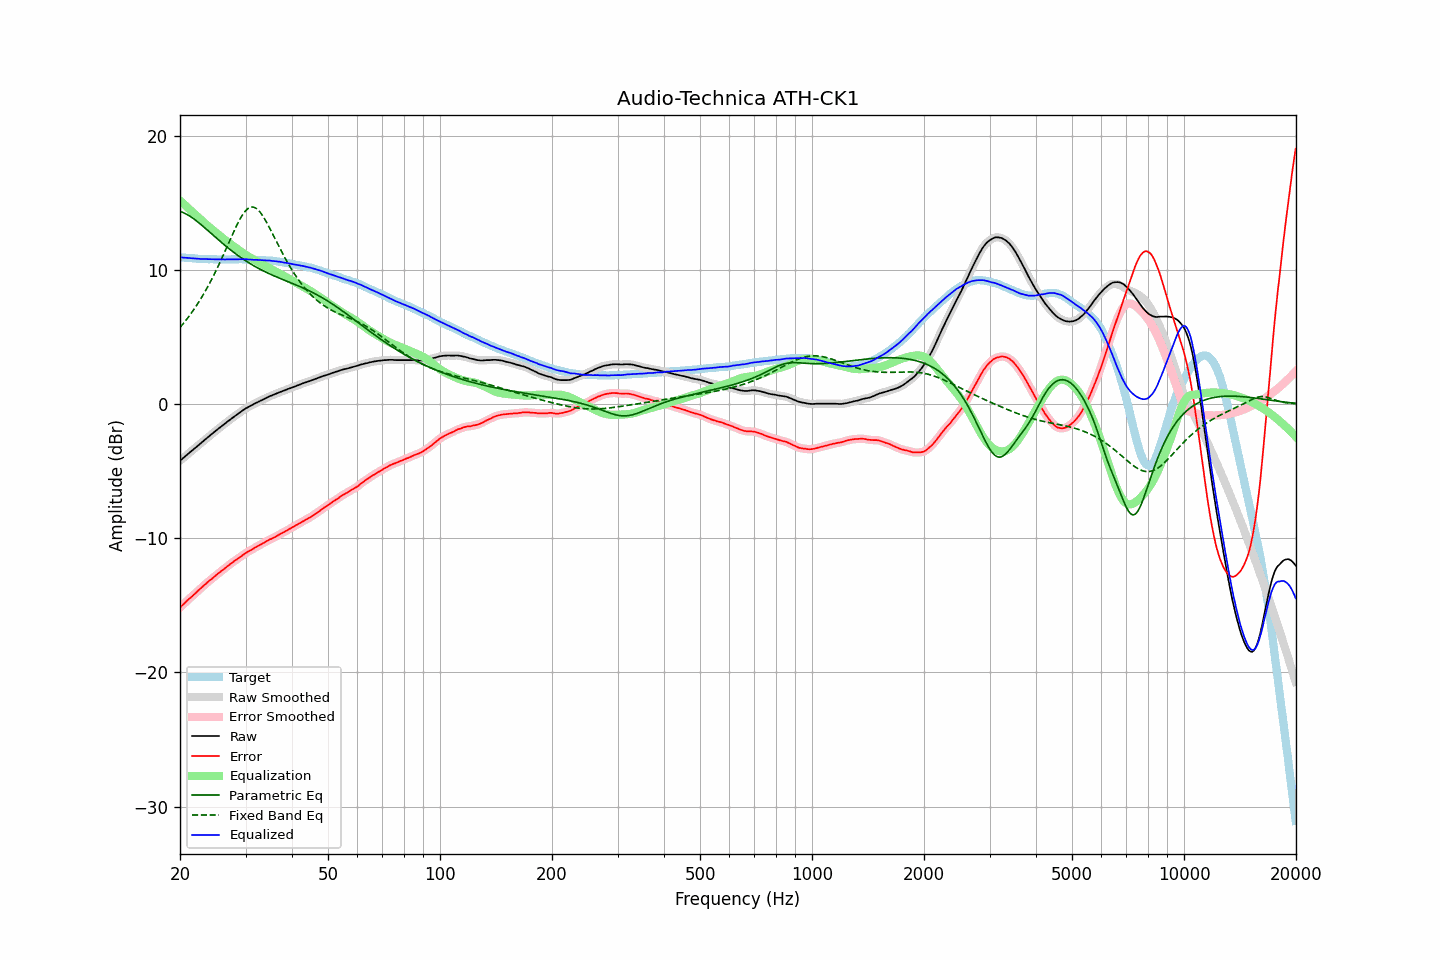 Audio-Technica ATH-CK1
20
10
0
−10
−20
−30
Amplitude (dBr)
Target
Raw Smoothed
Error Smoothed
Raw
Error
Equalization
Parametric Eq
Fixed Band Eq
Equalized
20 50 100 200 500 1000 2000 5000 10000 20000
Frequency (Hz)